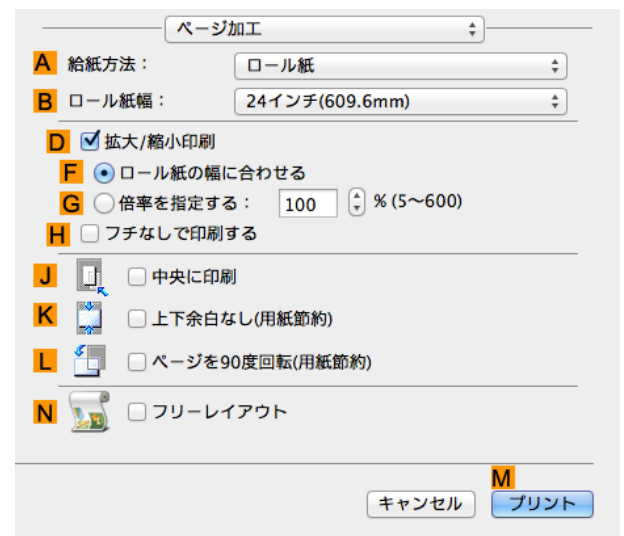 ページ加工
A 給紙方法： ロール紙
B ロール紙幅： 24インチ(609.6mm)
D 拡大/縮小印刷
F ロール紙の幅に合わせる
G 倍率を指定する： 100 % (5～600)
H フチなしで印刷する
J 中央に印刷
K 上下余白なし(用紙節約)
L ページを90度回転(用紙節約)
N フリーレイアウト
M
キャンセル プリント